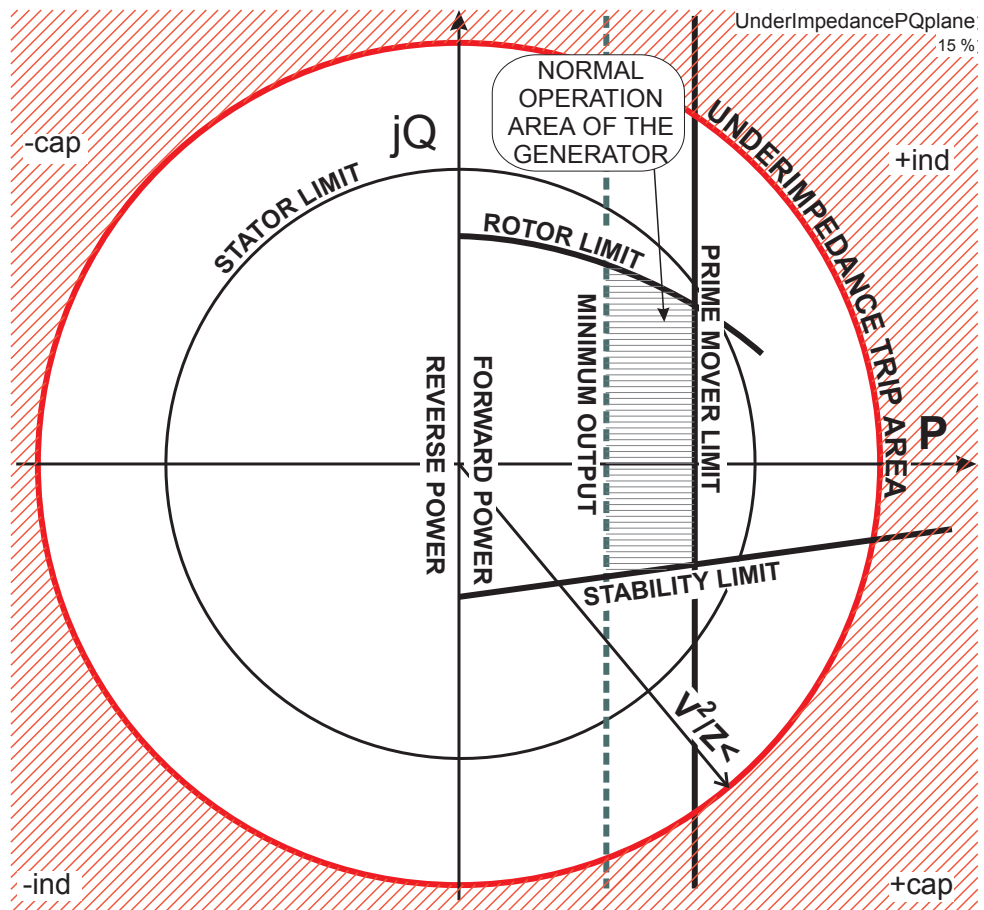 UnderImpedancePQplane
15 %
NORMAL
OPERATION
AREA OF THE
GENERATOR
jQ
-cap
+ind
STATOR LIMIT
ROTOR LIMIT
UNDERIMPEDANCE TRIP AREA
PRIME MOVER LIMIT
MINIMUM OUTPUT
REVERSE POWER
FORWARD POWER
P
STABILITY LIMIT
V²/Z<
-ind
+cap